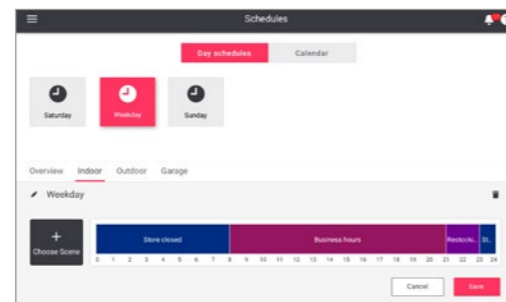 Schedules
Day schedules Calendar
Saturday Weekday Sunday
Overview Indoor Outdoor Garage
Weekday
+
Choose Scene
Store closed Business hours Restocki... St...
0 1 2 3 4 5 6 7 8 9 10 11 12 13 14 15 16 17 18 19 20 21 22 23 24
Cancel Save